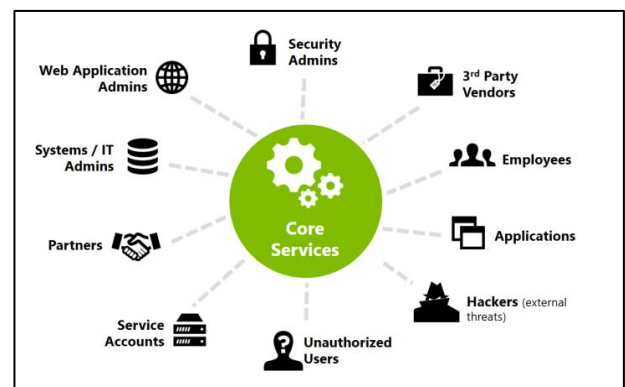 Security
Admins
3rd Party
Vendors
Employees
Applications
Hackers (external
threats)
Unauthorized
Users
?
Service
Accounts
Partners
Systems / IT
Admins
Web Application
Admins
Core
Services